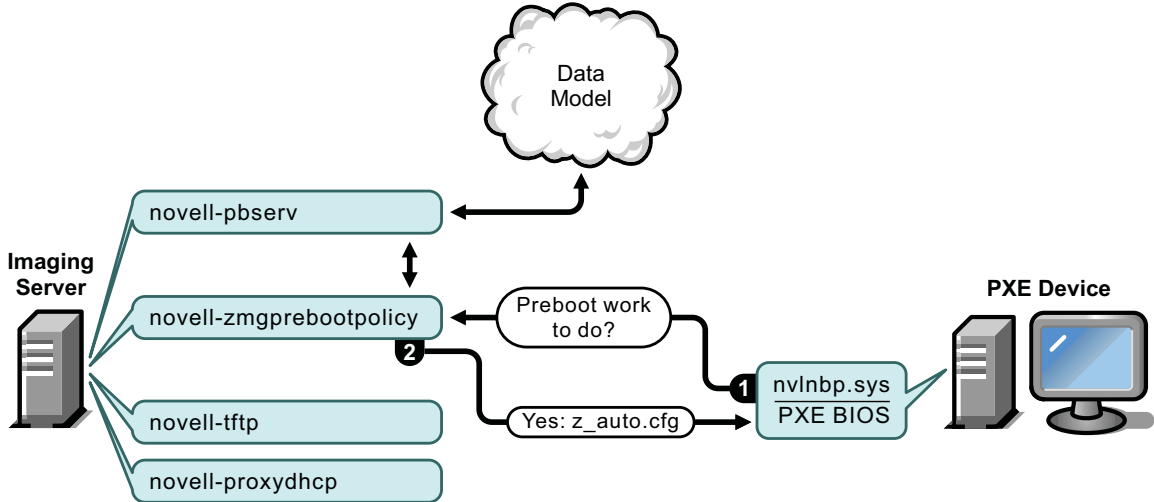 Data
Model
novell-pbserv
Imaging
Server
PXE Device
novell-zmgprebootpolicy
Preboot work
to do?
2
1
nvlnbp.sys
PXE BIOS
novell-tftp
Yes: z_auto.cfg
novell-proxydhcp